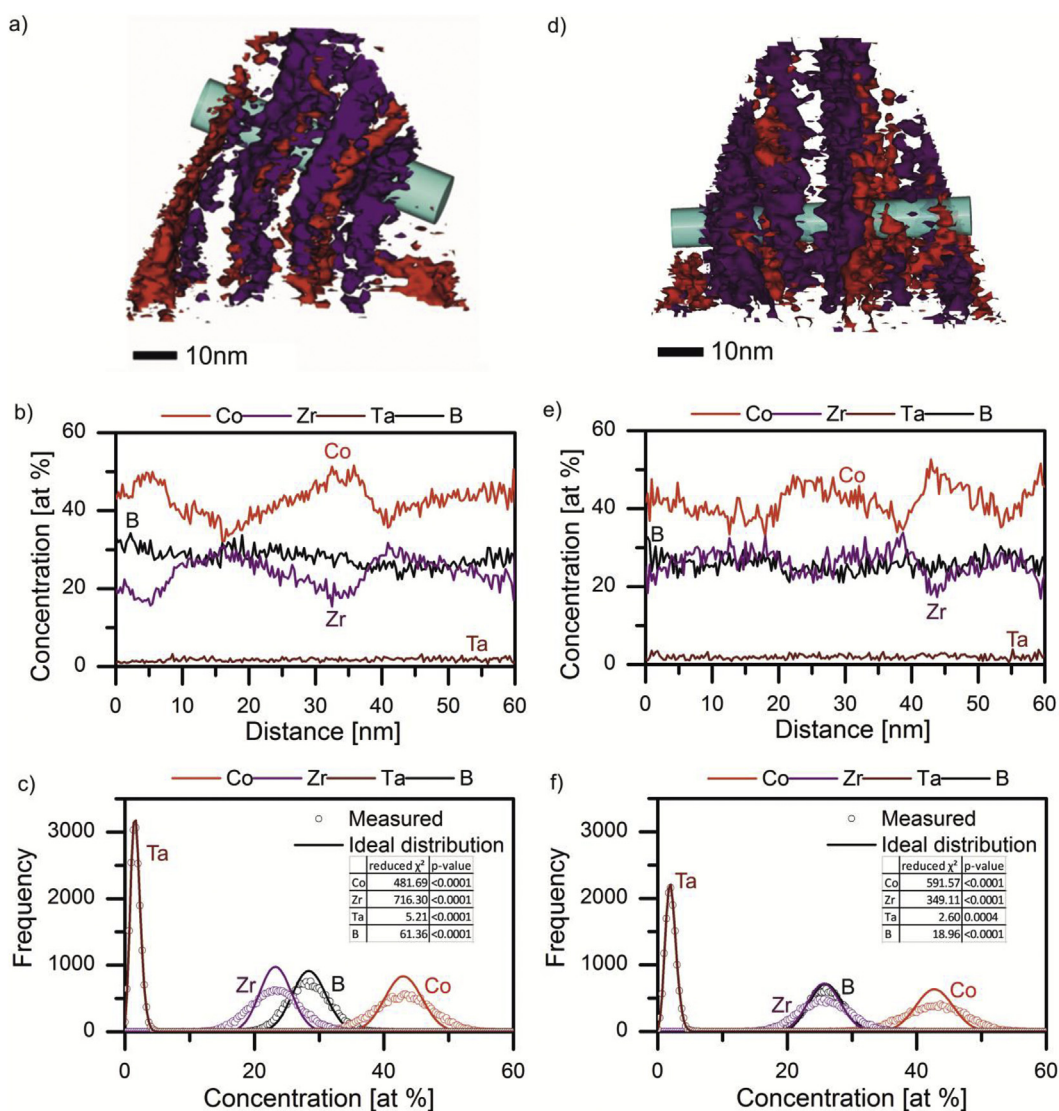 a)
10nm
b)
Co Zr Ta B
60
40
20
0
Concentration [at %]
Co
B
Zr
Ta
0 10 20 30 40 50 60
Distance [nm]
c)
Co Zr Ta B
3000
2000
1000
0
Frequency
Ta
Measured
Ideal distribution
reduced χ² p-value
Co 481.69 <0.0001
Zr 716.30 <0.0001
Ta 5.21 <0.0001
B 61.36 <0.0001
Zr B Co
0 20 40 60
Concentration [at %]
d)
10nm
e)
Co Zr Ta B
60
40
20
0
Concentration [at %]
Co
B
Zr
Ta
0 10 20 30 40 50 60
Distance [nm]
f)
Co Zr Ta B
3000
2000
1000
0
Frequency
Ta
Measured
Ideal distribution
reduced χ² p-value
Co 591.57 <0.0001
Zr 349.11 <0.0001
Ta 2.60 0.0004
B 18.96 <0.0001
Zr B Co
0 20 40 60
Concentration [at %]